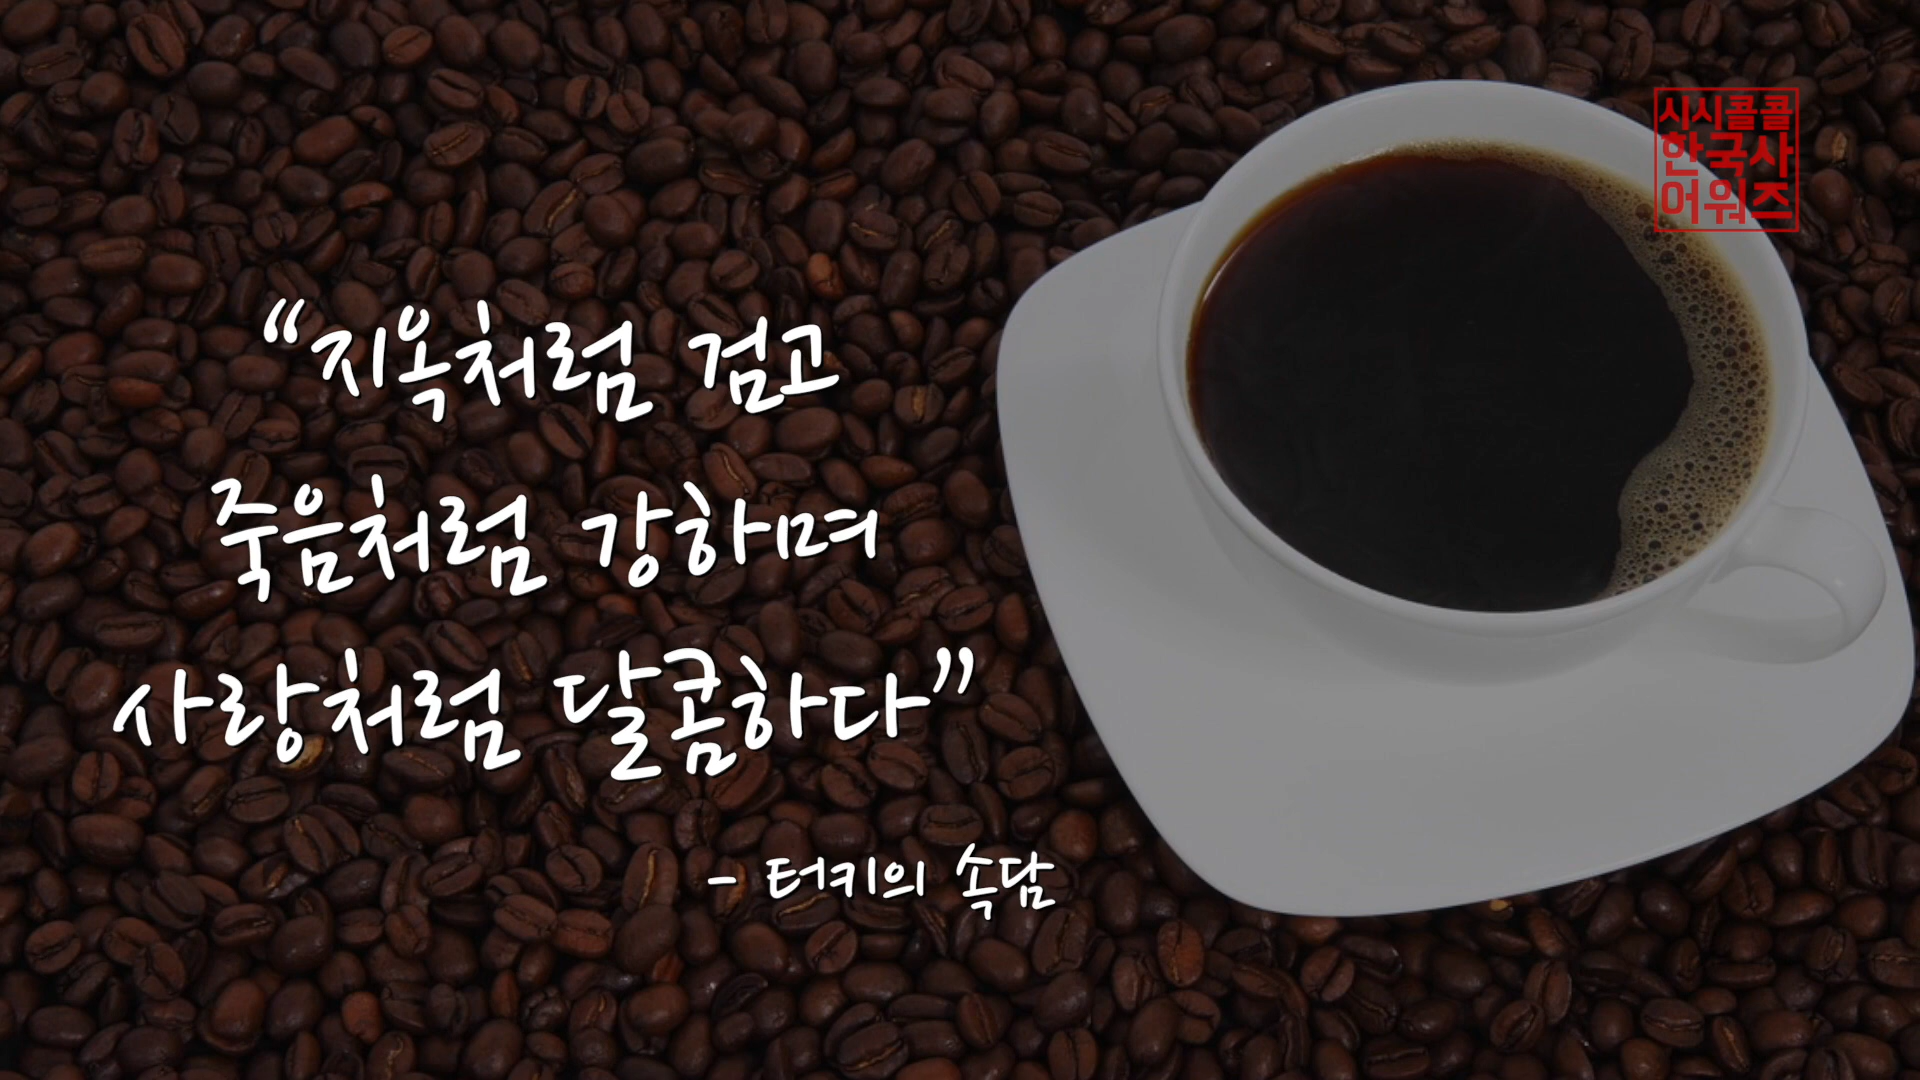 시시콜콜
한국사
어워즈
“지옥처럼 검고
죽음처럼 강하며
사랑처럼 달콤하다”
- 터키의 속담